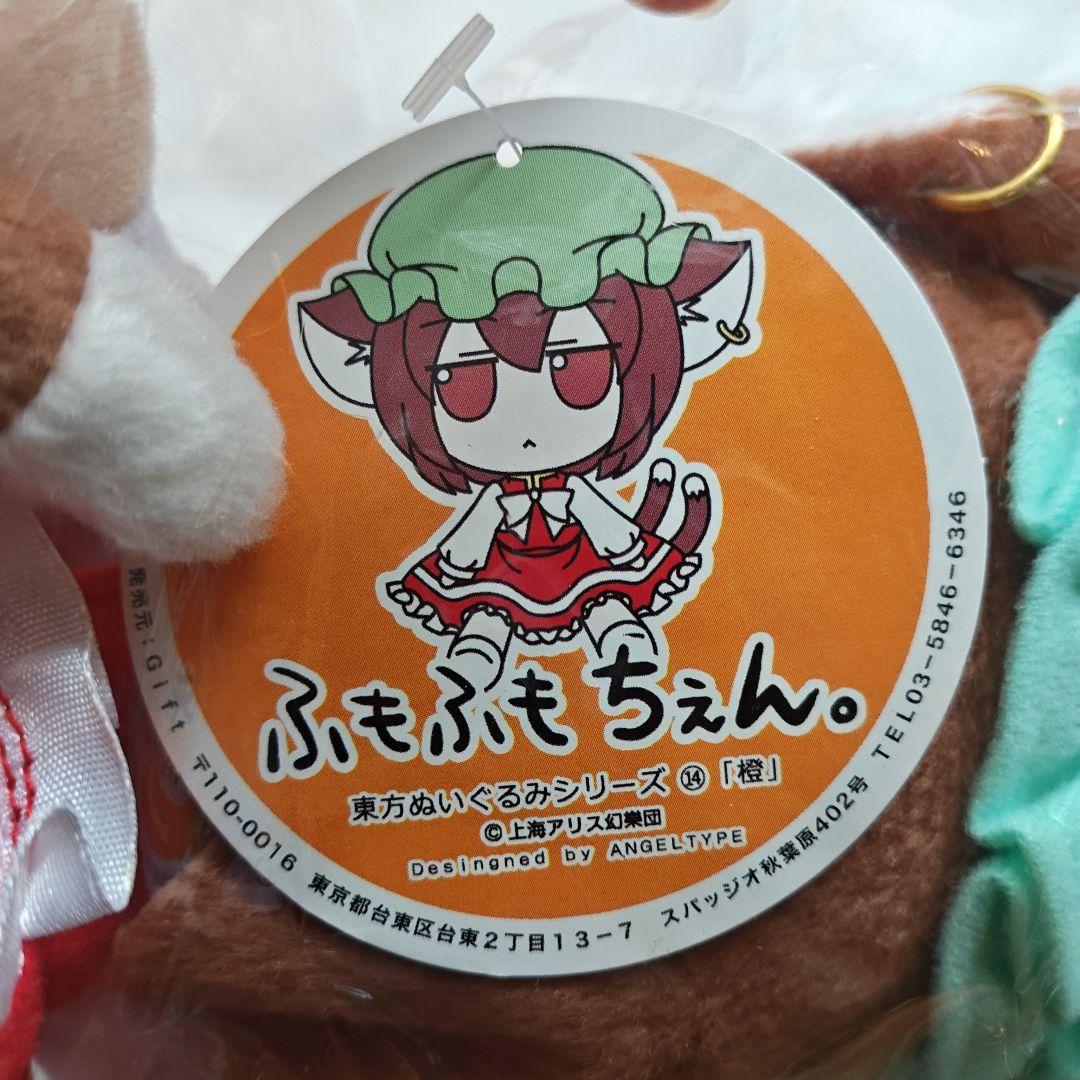 ふもふもちぇん。
東方ぬいぐるみシリーズ ⑭「橙」
©上海アリス幻樂団
Desingned by ANGELTYPE
発売元：Gift 〒110-0016 東京都台東区台東2丁目13-7 スパッジオ秋葉原402号 TEL03-5846-6346